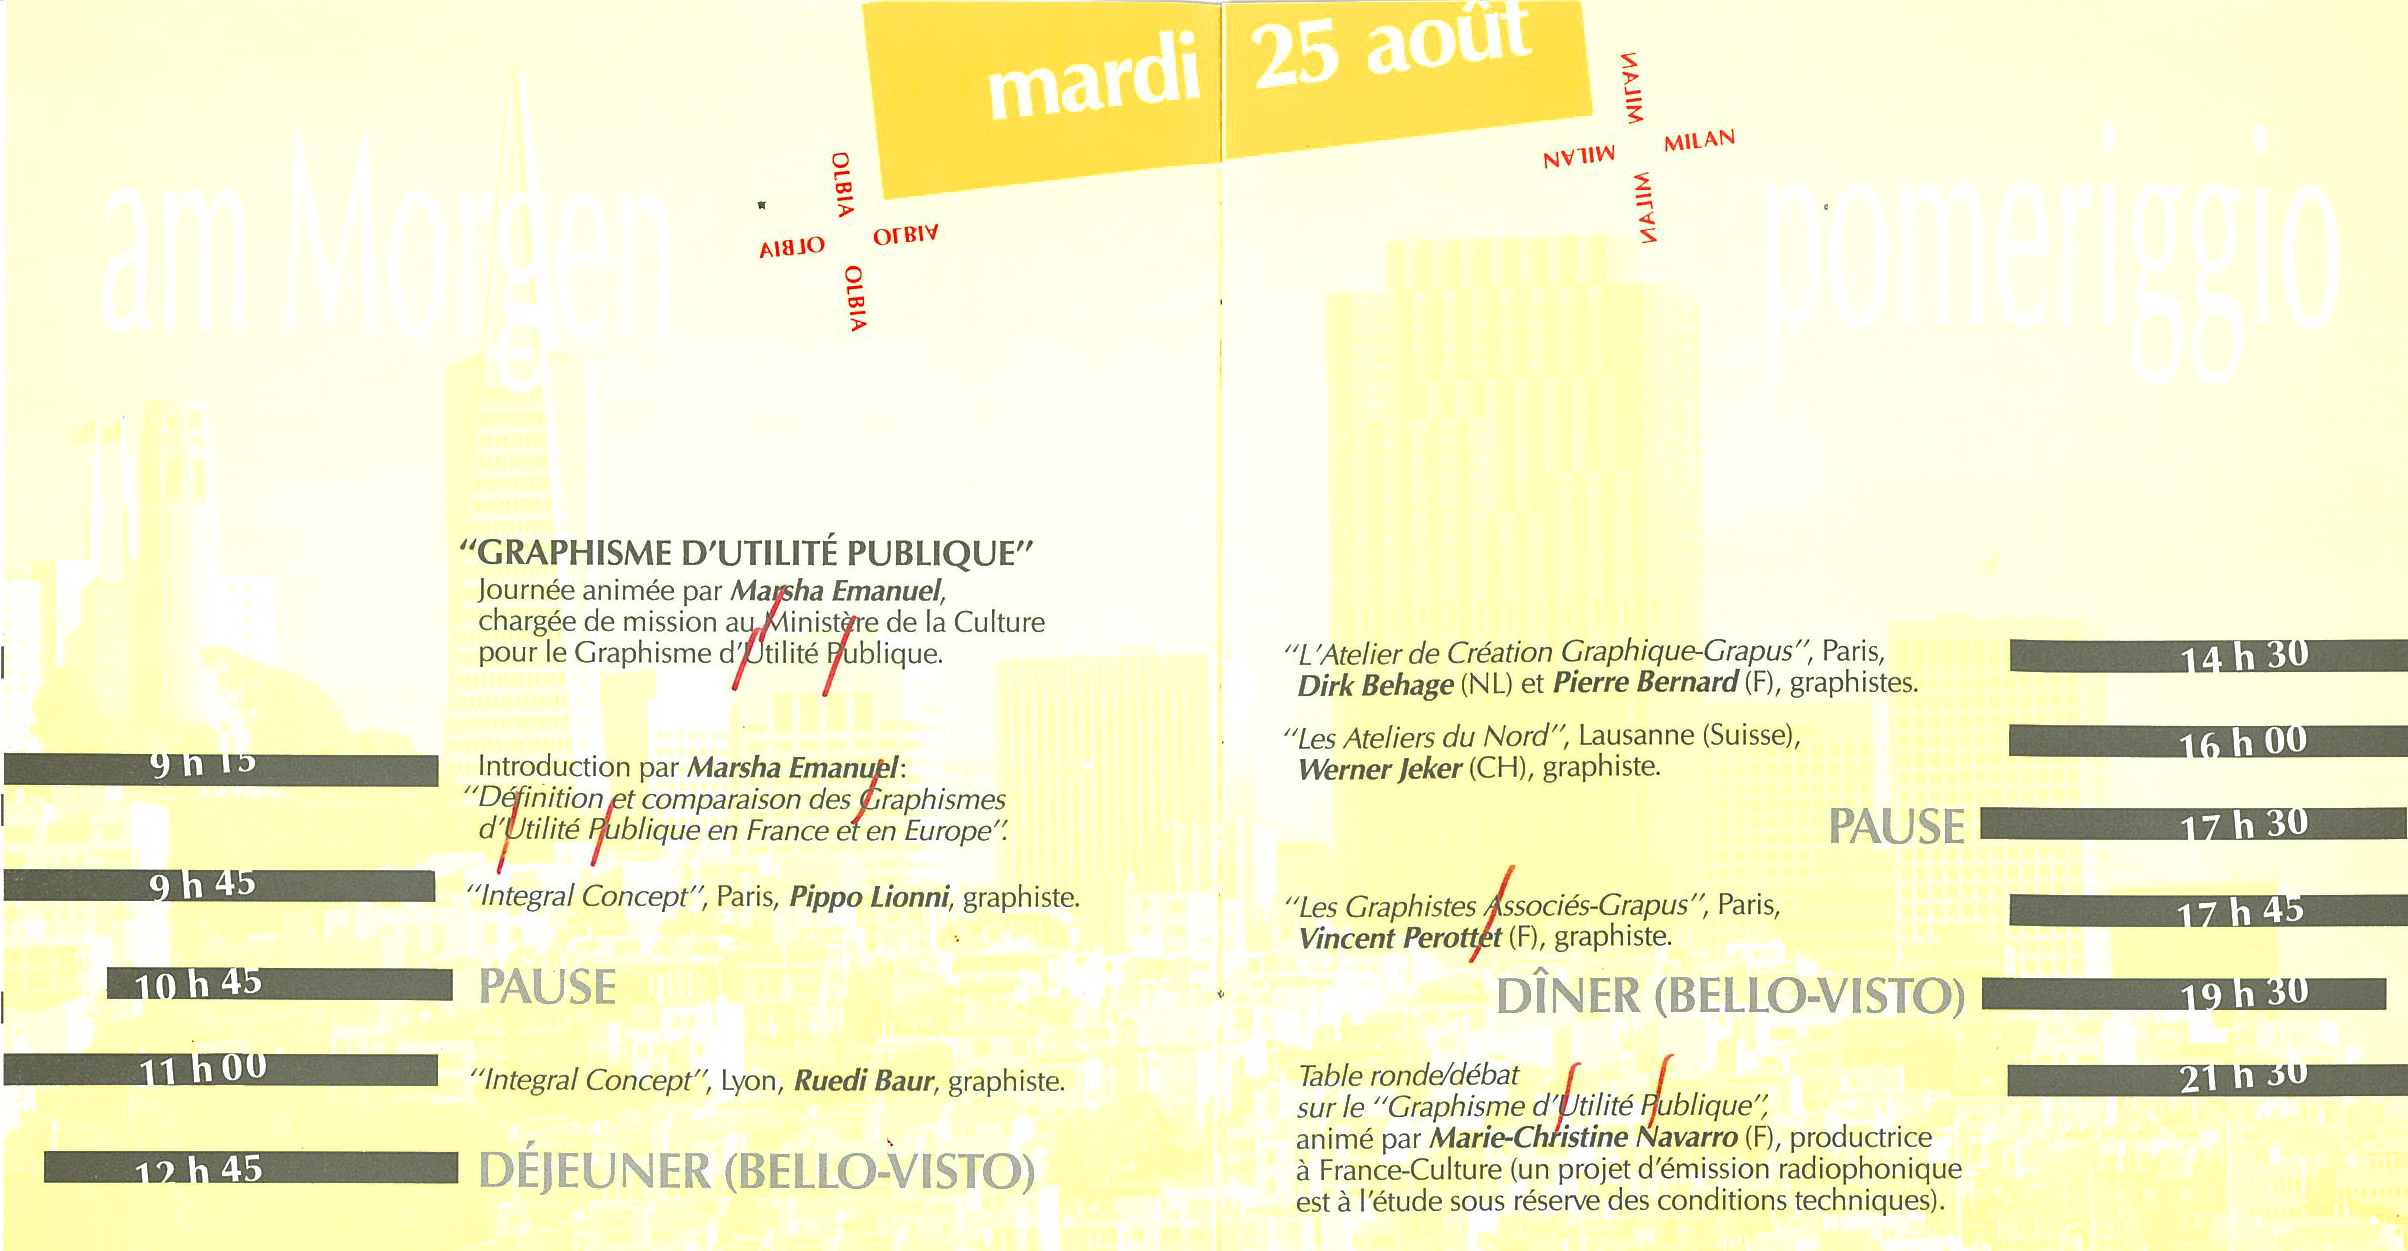 mardi 25 août
am Morgen
OLBIA
OLBIA
OLBIA
OLBIA
"GRAPHISME D'UTILITÉ PUBLIQUE"
Journée animée par Marsha Emanuel,
chargée de mission au Ministère de la Culture
pour le Graphisme d'Utilité Publique.
9 h 15
Introduction par Marsha Emanuel:
"Définition et comparaison des Graphismes
d'Utilité Publique en France et en Europe".
9 h 45
"Integral Concept", Paris, Pippo Lionni, graphiste.
10 h 45 PAUSE
11 h 00
"Integral Concept", Lyon, Ruedi Baur, graphiste.
12 h 45 DÉJEUNER (BELLO-VISTO)
pomeriggio
MILAN
MILAN
MILAN
MILAN
"L'Atelier de Création Graphique-Grapus", Paris, 14 h 30
Dirk Behage (NL) et Pierre Bernard (F), graphistes.
"Les Ateliers du Nord", Lausanne (Suisse), 16 h 00
Werner Jeker (CH), graphiste.
PAUSE 17 h 30
"Les Graphistes Associés-Grapus", Paris, 17 h 45
Vincent Perottet (F), graphiste.
DÎNER (BELLO-VISTO) 19 h 30
Table ronde/débat 21 h 30
sur le "Graphisme d'Utilité Publique",
animé par Marie-Christine Navarro (F), productrice
à France-Culture (un projet d'émission radiophonique
est à l'étude sous réserve des conditions techniques).